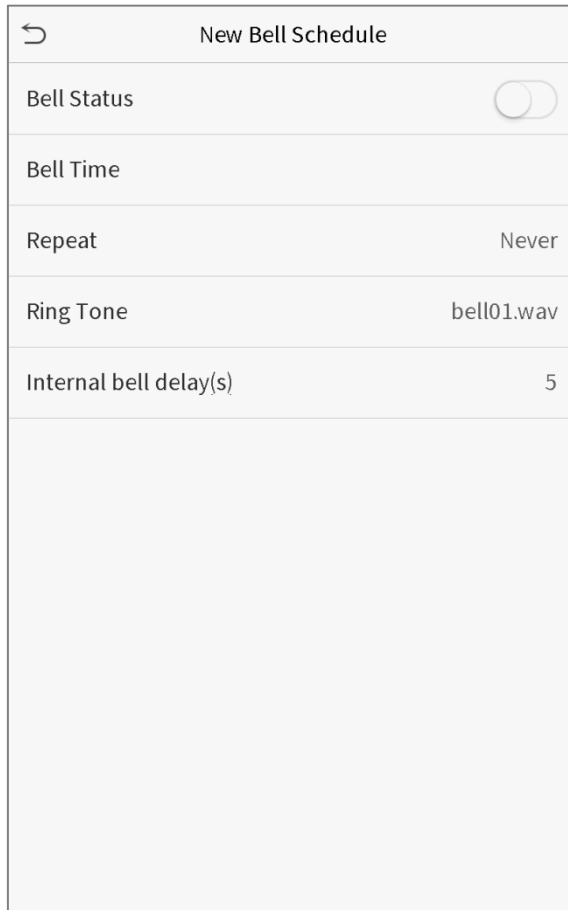 New Bell Schedule
Bell Status
Bell Time
Repeat Never
Ring Tone bell01.wav
Internal bell delay(s) 5